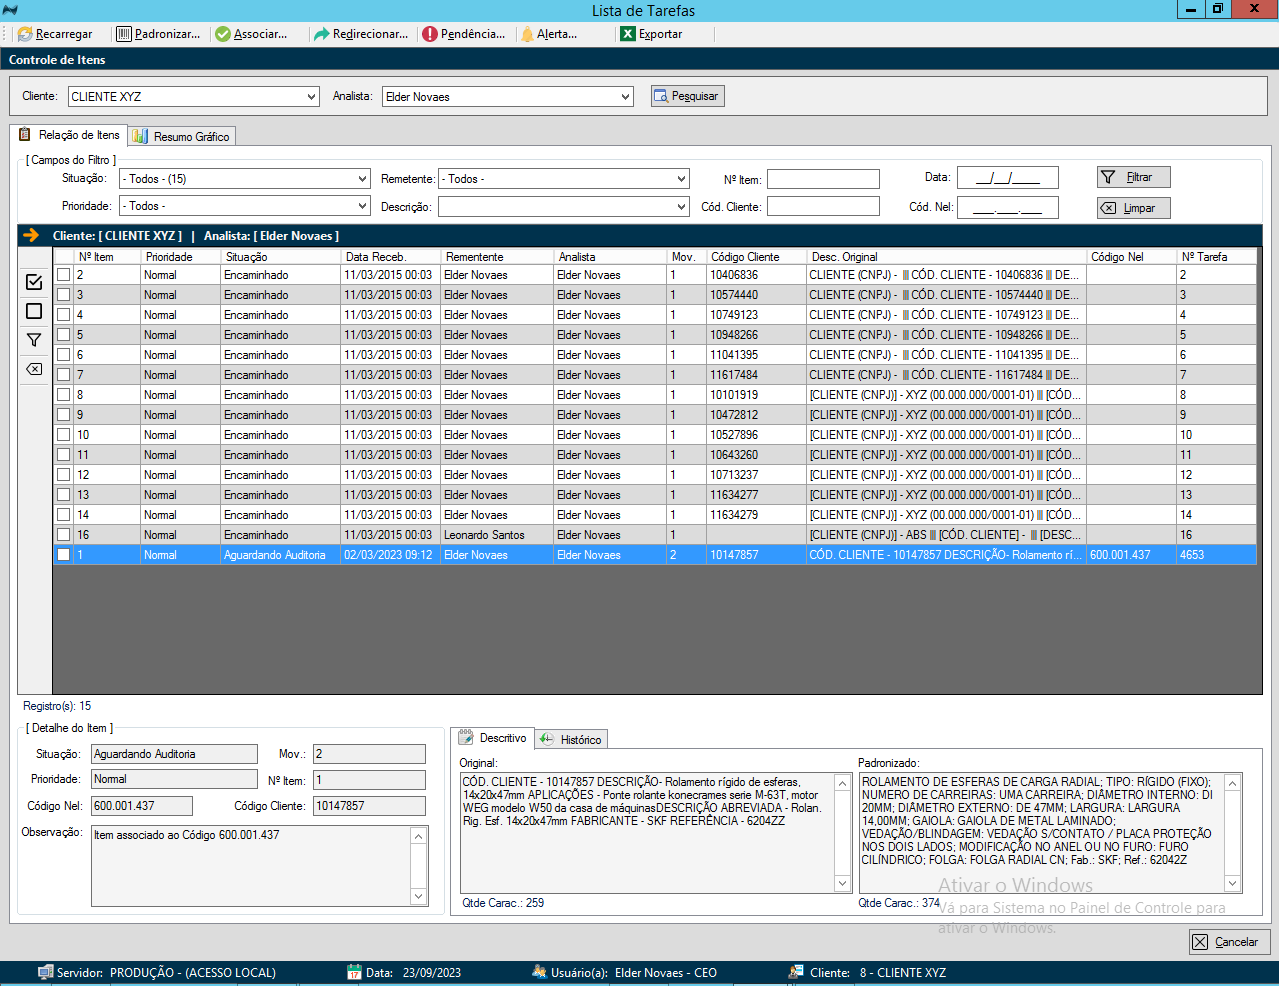 Lista de Tarefas
Recarregar Padronizar... Associar... Redirecionar... Pendência... Alerta... Exportar
Controle de Itens
Cliente: CLIENTE XYZ Analista: Elder Novaes Pesquisar
Relação de Itens Resumo Gráfico
[ Campos do Filtro ]
Situação: - Todos - (15) Remetente: - Todos - Nº Item: Data: __/__/____ Filtrar
Prioridade: - Todos - Descrição: Cód. Cliente: Cód. Nel: ___.___.___ Limpar
Cliente: [ CLIENTE XYZ ] | Analista: [ Elder Novaes ]
Nº Item Prioridade Situação Data Receb. Rementente Analista Mov. Código Cliente Desc. Original Código Nel Nº Tarefa
2 Normal Encaminhado 11/03/2015 00:03 Elder Novaes Elder Novaes 1 10406836 CLIENTE (CNPJ) - CÓD. CLIENTE - 10406836 DE... 2
3 Normal Encaminhado 11/03/2015 00:03 Elder Novaes Elder Novaes 1 10574440 CLIENTE (CNPJ) - CÓD. CLIENTE - 10574440 DE... 3
4 Normal Encaminhado 11/03/2015 00:03 Elder Novaes Elder Novaes 1 10749123 CLIENTE (CNPJ) - CÓD. CLIENTE - 10749123 DE... 4
5 Normal Encaminhado 11/03/2015 00:03 Elder Novaes Elder Novaes 1 10948266 CLIENTE (CNPJ) - CÓD. CLIENTE - 10948266 DE... 5
6 Normal Encaminhado 11/03/2015 00:03 Elder Novaes Elder Novaes 1 11041395 CLIENTE (CNPJ) - CÓD. CLIENTE - 11041395 DE... 6
7 Normal Encaminhado 11/03/2015 00:03 Elder Novaes Elder Novaes 1 11617484 CLIENTE (CNPJ) - CÓD. CLIENTE - 11617484 DE... 7
8 Normal Encaminhado 11/03/2015 00:03 Elder Novaes Elder Novaes 1 10101919 [CLIENTE (CNPJ)] - XYZ (00.000.000/0001-01) [CÓD... 8
9 Normal Encaminhado 11/03/2015 00:03 Elder Novaes Elder Novaes 1 10472812 [CLIENTE (CNPJ)] - XYZ (00.000.000/0001-01) [CÓD... 9
10 Normal Encaminhado 11/03/2015 00:03 Elder Novaes Elder Novaes 1 10527896 [CLIENTE (CNPJ)] - XYZ (00.000.000/0001-01) [CÓD... 10
11 Normal Encaminhado 11/03/2015 00:03 Elder Novaes Elder Novaes 1 10643260 [CLIENTE (CNPJ)] - XYZ (00.000.000/0001-01) [CÓD... 11
12 Normal Encaminhado 11/03/2015 00:03 Elder Novaes Elder Novaes 1 10713237 [CLIENTE (CNPJ)] - XYZ (00.000.000/0001-01) [CÓD... 12
13 Normal Encaminhado 11/03/2015 00:03 Elder Novaes Elder Novaes 1 11634277 [CLIENTE (CNPJ)] - XYZ (00.000.000/0001-01) [CÓD... 13
14 Normal Encaminhado 11/03/2015 00:03 Elder Novaes Elder Novaes 1 11634279 [CLIENTE (CNPJ)] - XYZ (00.000.000/0001-01) [CÓD... 14
16 Normal Encaminhado 11/03/2015 00:03 Leonardo Santos Elder Novaes 1 [CLIENTE (CNPJ)] - ABS [CÓD. CLIENTE] - [DESC... 16
1 Normal Aguardando Auditoria 02/03/2023 09:12 Elder Novaes Elder Novaes 2 10147857 CÓD. CLIENTE - 10147857 DESCRIÇÃO- Rolamento rí... 600.001.437 4653
Registro(s): 15
[ Detalhe do Item ]
Situação: Aguardando Auditoria Mov.: 2
Prioridade: Normal Nº Item: 1
Código Nel: 600.001.437 Código Cliente: 10147857
Observação: Item associado ao Código 600.001.437
Descritivo Histórico
Original:
CÓD. CLIENTE - 10147857 DESCRIÇÃO- Rolamento rígido de esferas,
14x20x47mm APLICAÇÕES - Ponte rolante konecrames serie M-63T, motor
WEG modelo W50 da casa de máquinasDESCRIÇÃO ABREVIADA - Rolan.
Rig. Esf. 14x20x47mm FABRICANTE - SKF REFERÊNCIA - 6204ZZ
Qtde Carac.: 259
Padronizado:
ROLAMENTO DE ESFERAS DE CARGA RADIAL; TIPO: RÍGIDO (FIXO);
NUMERO DE CARREIRAS: UMA CARREIRA; DIÂMETRO INTERNO: DI
20MM; DIÂMETRO EXTERNO: DE 47MM; LARGURA: LARGURA
14,00MM; GAIOLA: GAIOLA DE METAL LAMINADO;
VEDAÇÃO/BLINDAGEM: VEDAÇÃO S/CONTATO / PLACA PROTEÇÃO
NOS DOIS LADOS; MODIFICAÇÃO NO ANEL OU NO FURO: FURO
CILÍNDRICO; FOLGA: FOLGA RADIAL CN; Fab.: SKF; Ref.: 62042Z
Qtde Carac.: 374
Ativar o Windows
Vá para Sistema no Painel de Controle para
ativar o Windows.
Cancelar
Servidor: PRODUÇÃO - (ACESSO LOCAL) Data: 23/09/2023 Usuário(a): Elder Novaes - CEO Cliente: 8 - CLIENTE XYZ